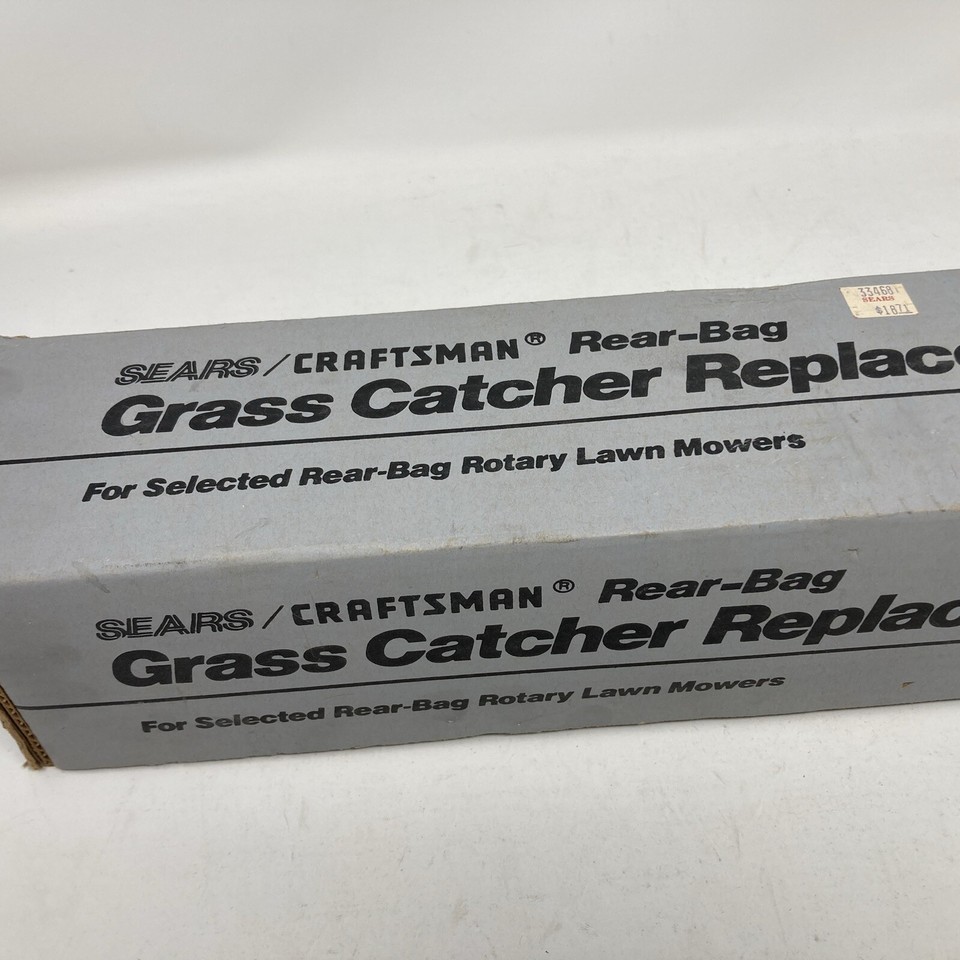 33468
SEARS
$1871
SEARS / CRAFTSMAN® Rear-Bag
Grass Catcher Replac
For Selected Rear-Bag Rotary Lawn Mowers
SEARS / CRAFTSMAN® Rear-Bag
Grass Catcher Replac
For Selected Rear-Bag Rotary Lawn Mowers